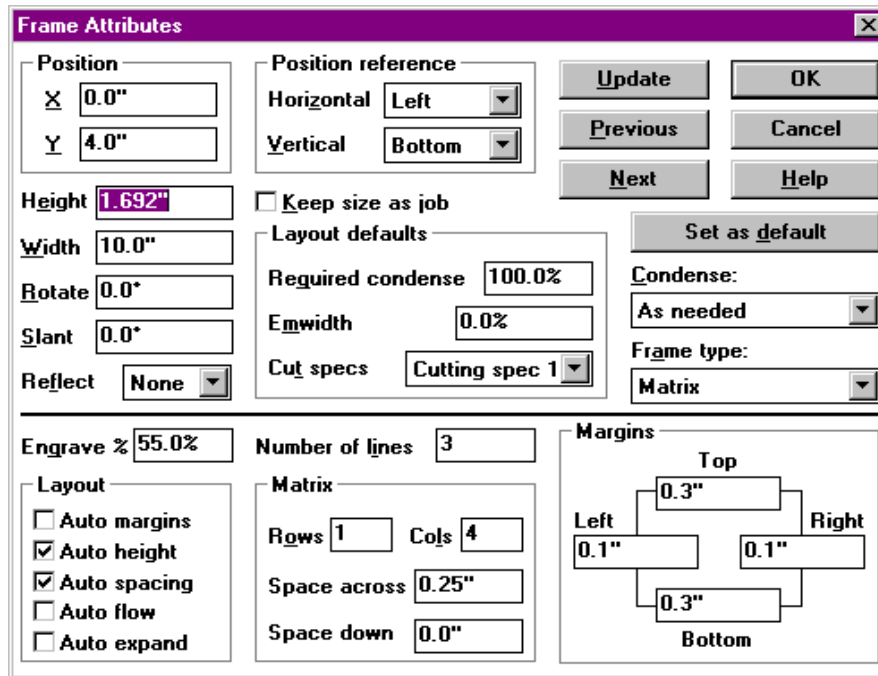 Frame Attributes
Position
X 0.0"
Y 4.0"
Position reference
Horizontal Left
Vertical Bottom
Update
OK
Previous
Cancel
Next
Help
Height 1.692"
Width 10.0"
Rotate 0.0°
Slant 0.0°
Reflect None
Keep size as job
Layout defaults
Required condense 100.0%
Emwidth 0.0%
Cut specs Cutting spec 1
Set as default
Condense:
As needed
Frame type:
Matrix
Engrave % 55.0%
Number of lines 3
Layout
Auto margins
Auto height
Auto spacing
Auto flow
Auto expand
Matrix
Rows 1 Cols 4
Space across 0.25"
Space down 0.0"
Margins
Top
0.3"
Left Right
0.1" 0.1"
0.3"
Bottom